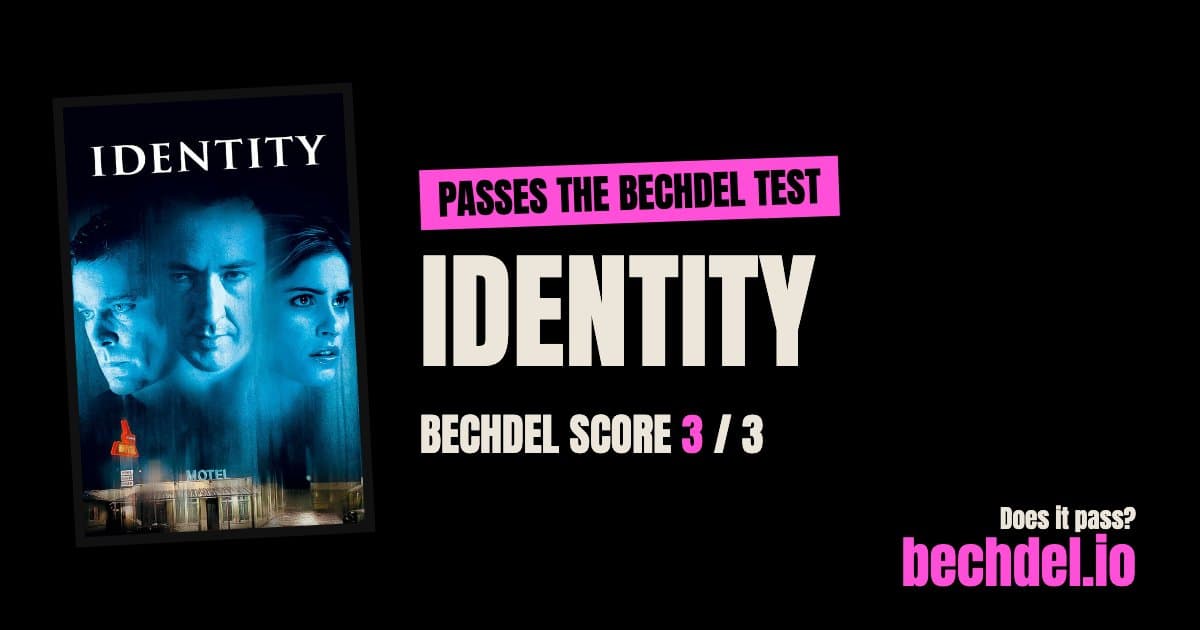 IDENTITY
MOTEL
PASSES THE BECHDEL TEST
IDENTITY
BECHDEL SCORE 3 / 3
Does it pass?
bechdel.io